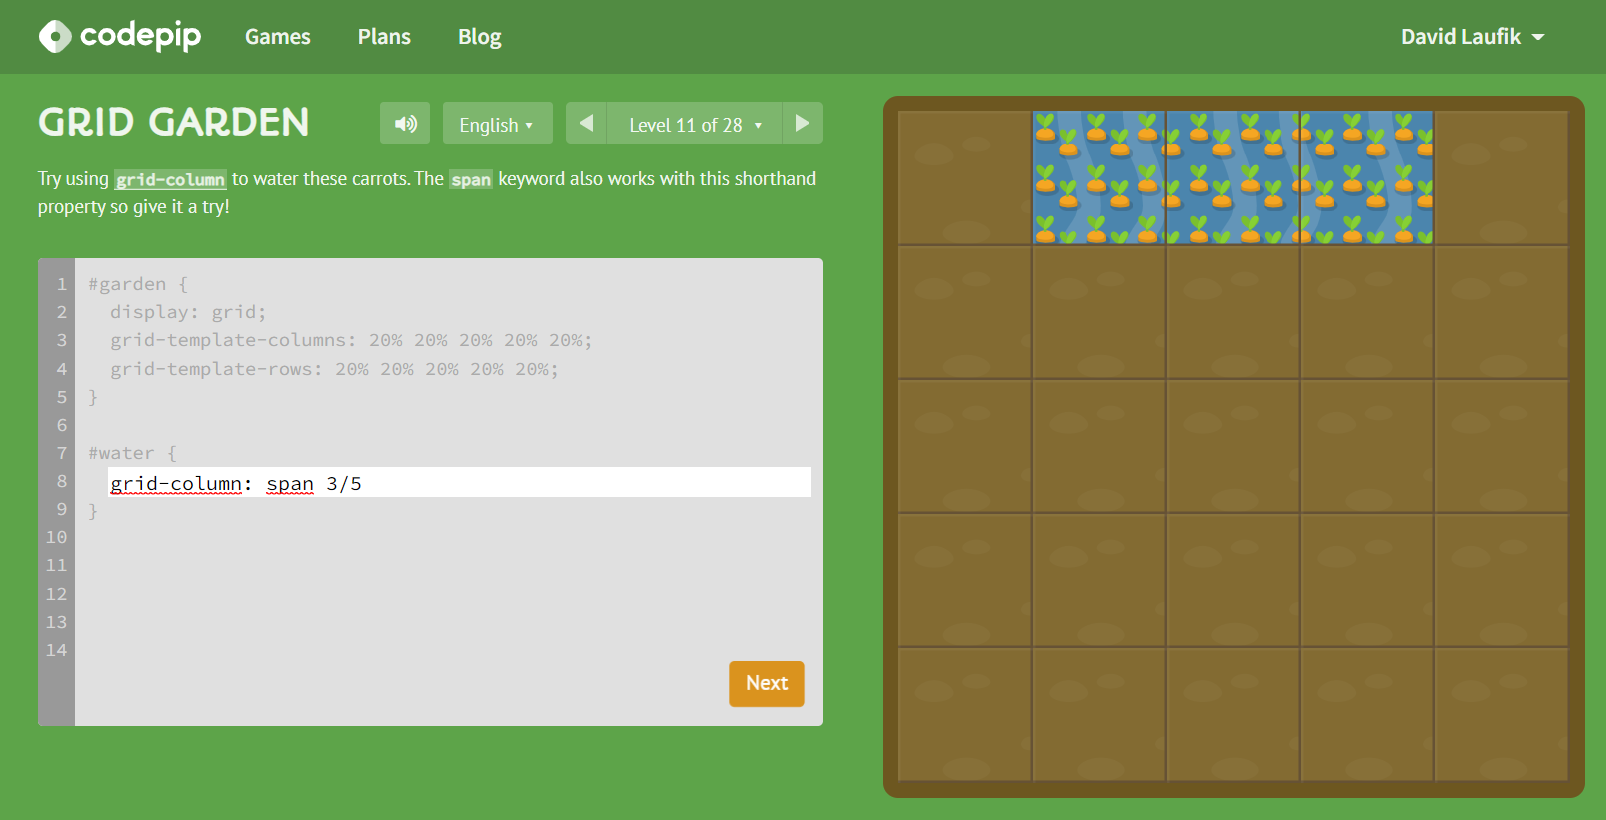 codepip Games Plans Blog David Laufik
GRID GARDEN English Level 11 of 28
Try using grid-column to water these carrots. The span keyword also works with this shorthand
property so give it a try!
1 #garden {
2 display: grid;
3 grid-template-columns: 20% 20% 20% 20% 20%;
4 grid-template-rows: 20% 20% 20% 20% 20%;
5 }
6
7 #water {
8 grid-column: span 3/5
9 }
10
11
12
13
14
Next